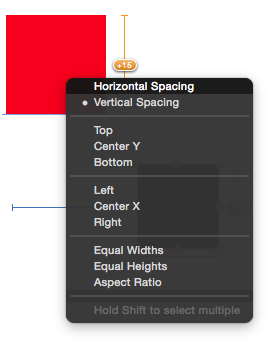 +15
Horizontal Spacing
Vertical Spacing
Top
Center Y
Bottom
Left
Center X
Right
Equal Widths
Equal Heights
Aspect Ratio
Hold Shift to select multiple